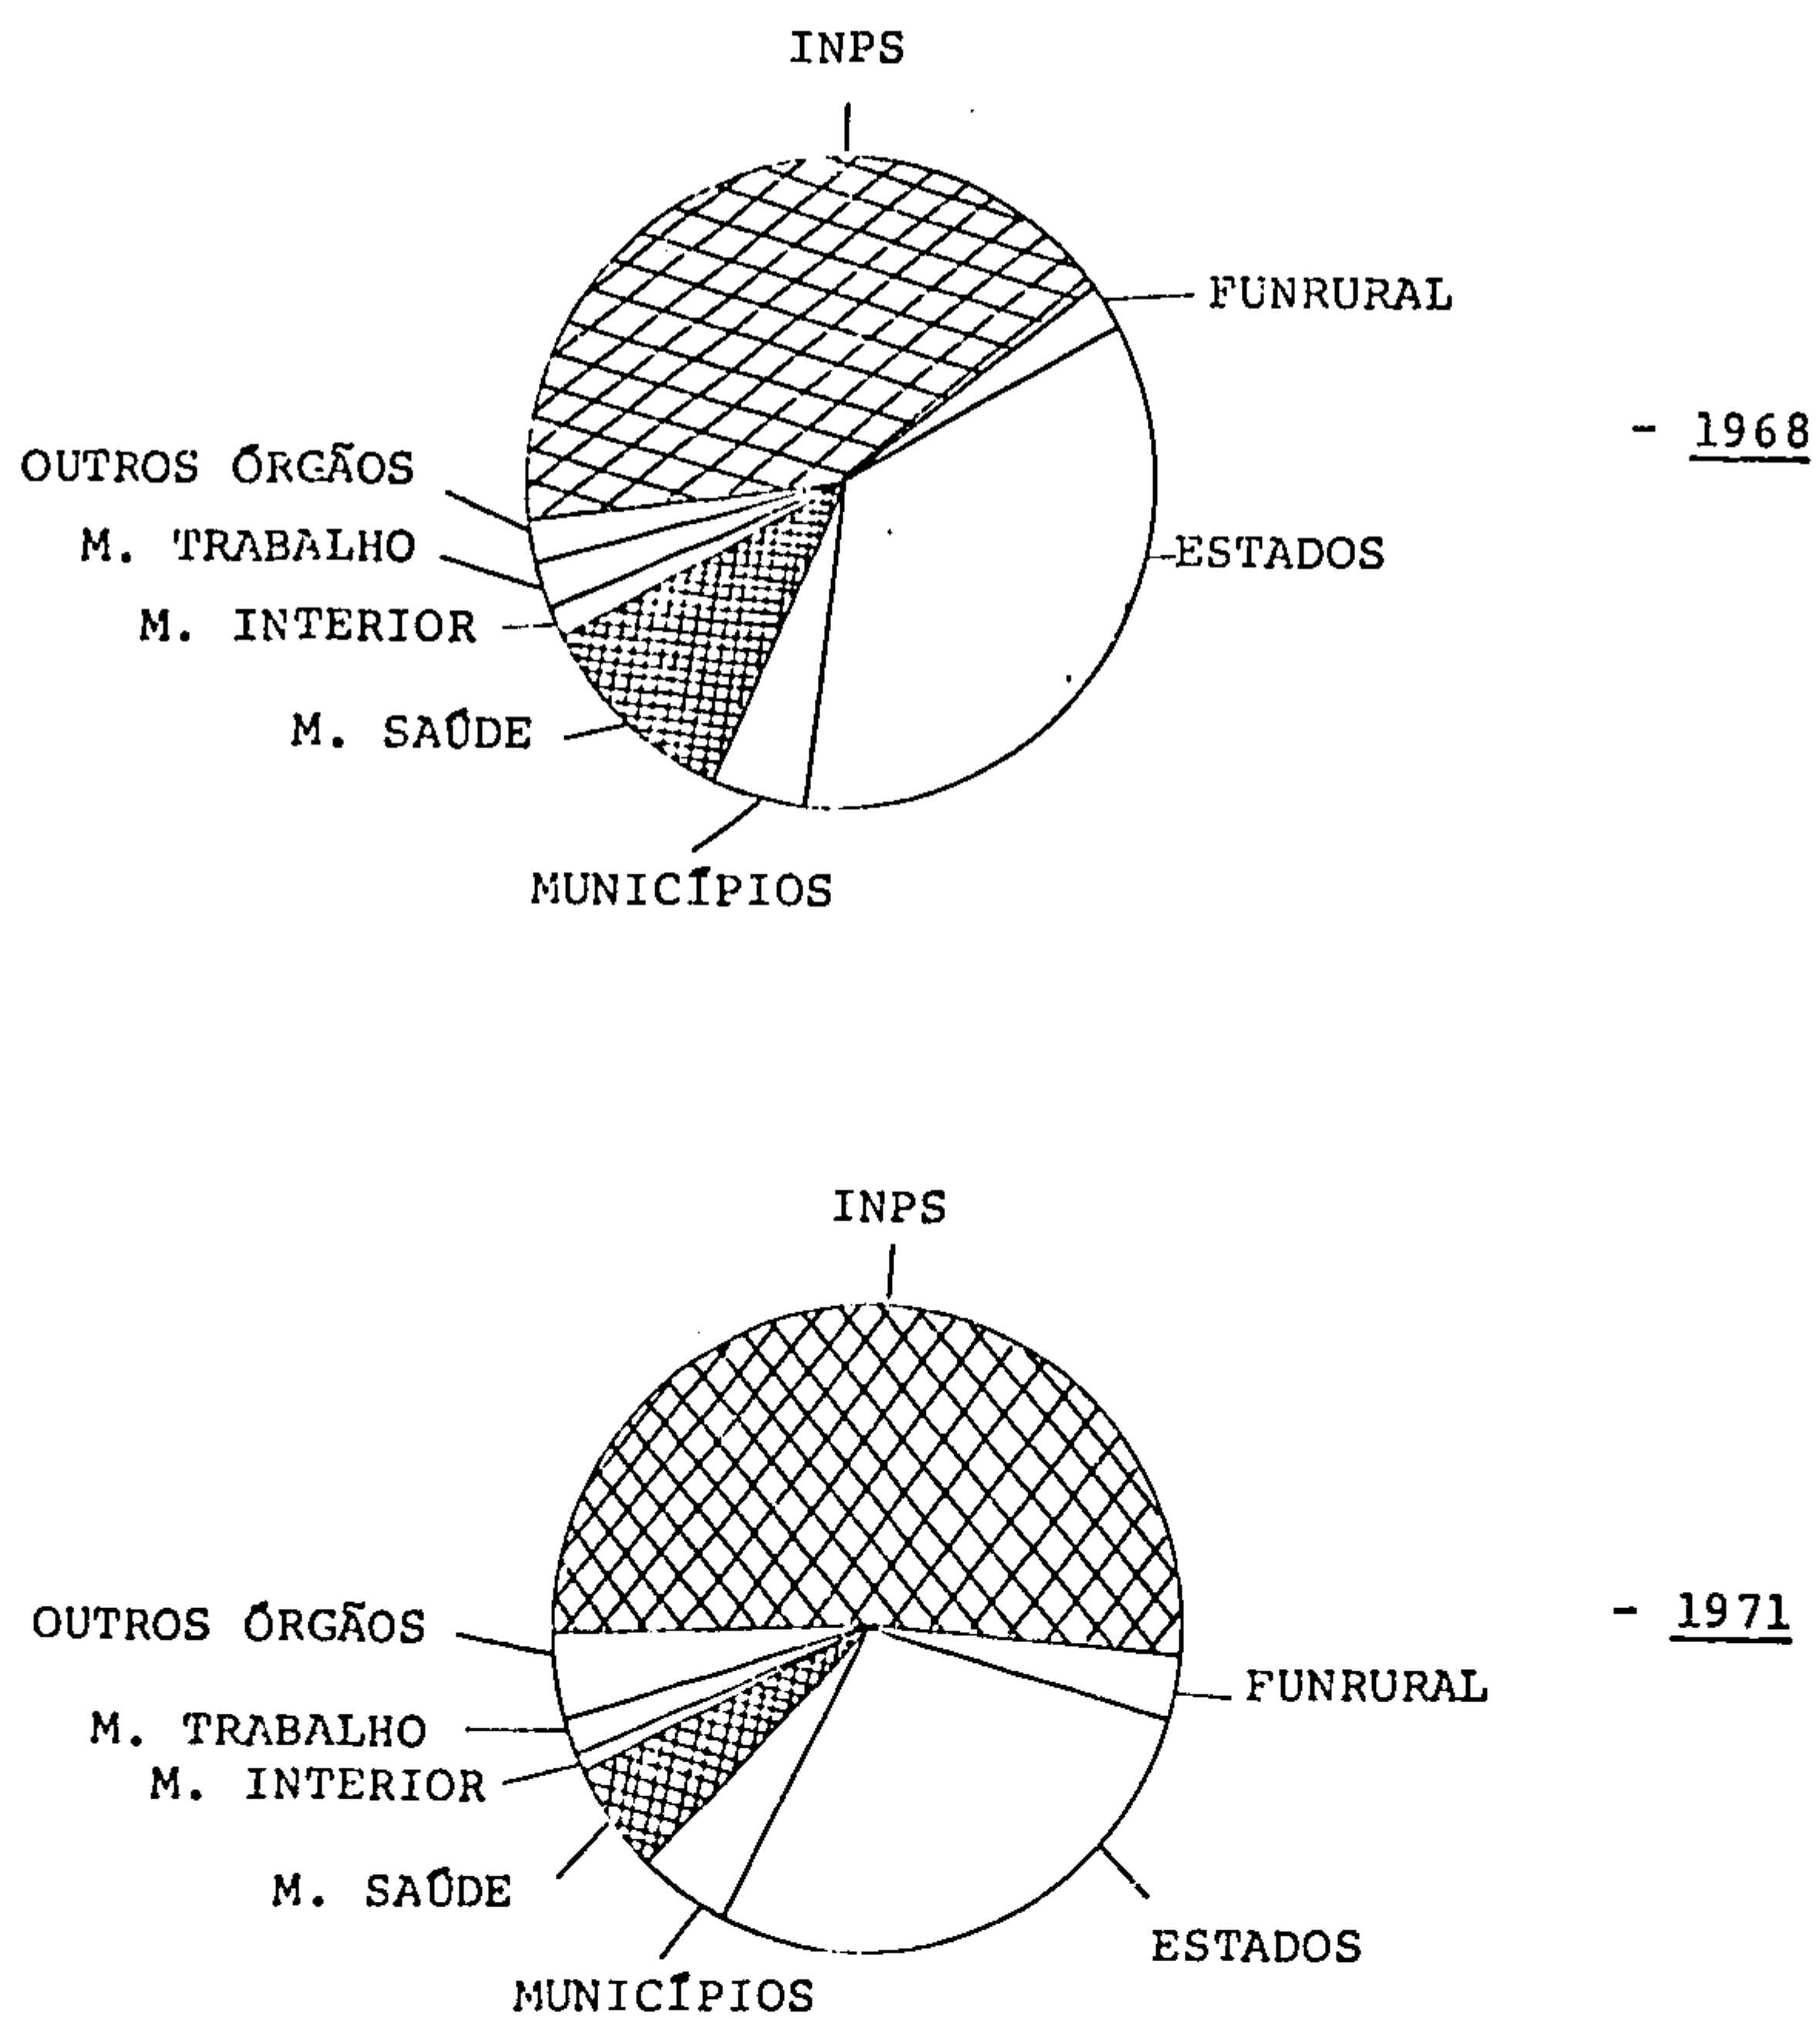 INPS
FUNRURAL
- 1968
OUTROS ÓRGÃOS
M. TRABALHO
ESTADOS
M. INTERIOR
M. SAÚDE
MUNICÍPIOS
INPS
OUTROS ÓRGÃOS
- 1971
FUNRURAL
M. TRABALHO
M. INTERIOR
M. SAÚDE
ESTADOS
MUNICÍPIOS